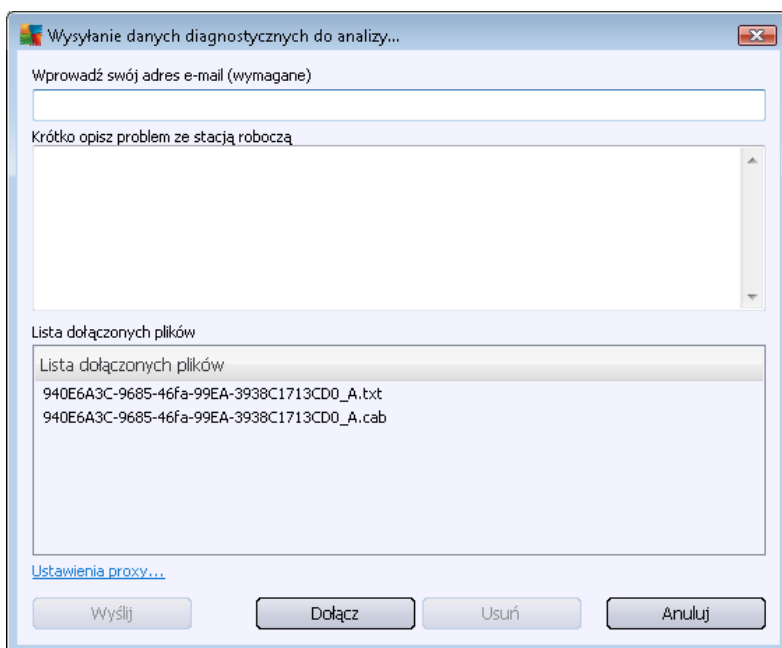 Wysyłanie danych diagnostycznych do analizy...
Wprowadź swój adres e-mail (wymagane)
Krótko opisz problem ze stacją roboczą
Lista dołączonych plików
Lista dołączonych plików
940E6A3C-9685-46fa-99EA-3938C1713CD0_A.txt
940E6A3C-9685-46fa-99EA-3938C1713CD0_A.cab
Ustawienia proxy...
Wyślij Dołącz Usuń Anuluj